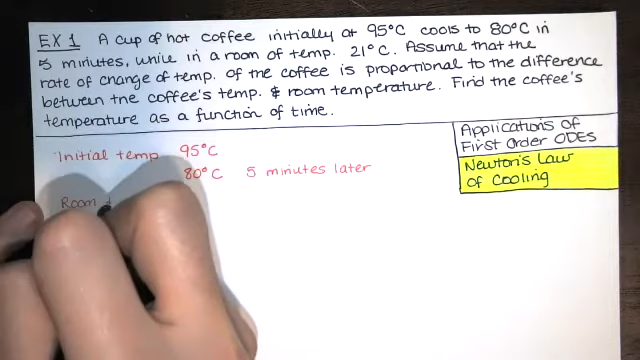 EX 1 A cup of hot coffee initially at 95°C cools to 80°C in
5 minutes, while in a room of temp. 21°C. Assume that the
rate of change of temp. of the coffee is proportional to the difference
between the coffee's temp. & room temperature. Find the coffee's
temperature as a function of time.
Applications of
First Order ODEs
Newton's Law
of Cooling
Initial temp 95°C
80°C 5 minutes later
Room